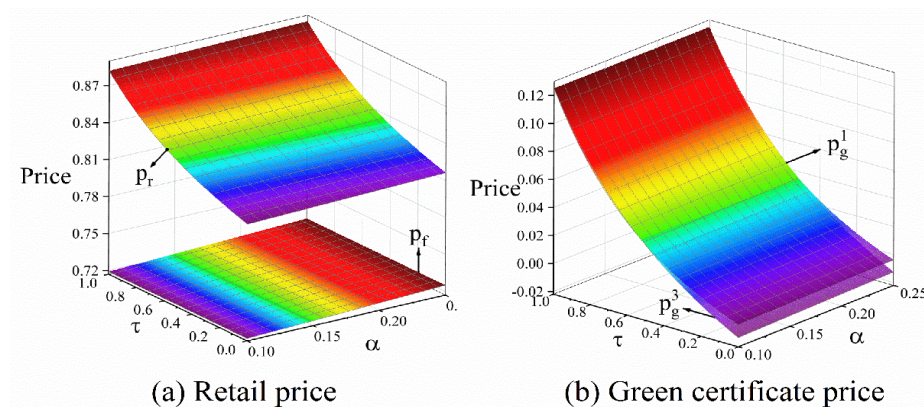 0.87
0.84
0.81
0.78
0.75
0.72
Price
p_r
p_f
1.0
0.8
0.6
0.4
0.2
0.0
τ
0.10
0.15
0.20
0.
α
(a) Retail price
0.12
0.10
0.08
0.06
0.04
0.02
0.00
-0.02
Price
p_g^1
p_g^3
1.0
0.8
0.6
0.4
0.2
0.0
τ
0.10
0.15
0.20
0.25
α
(b) Green certificate price